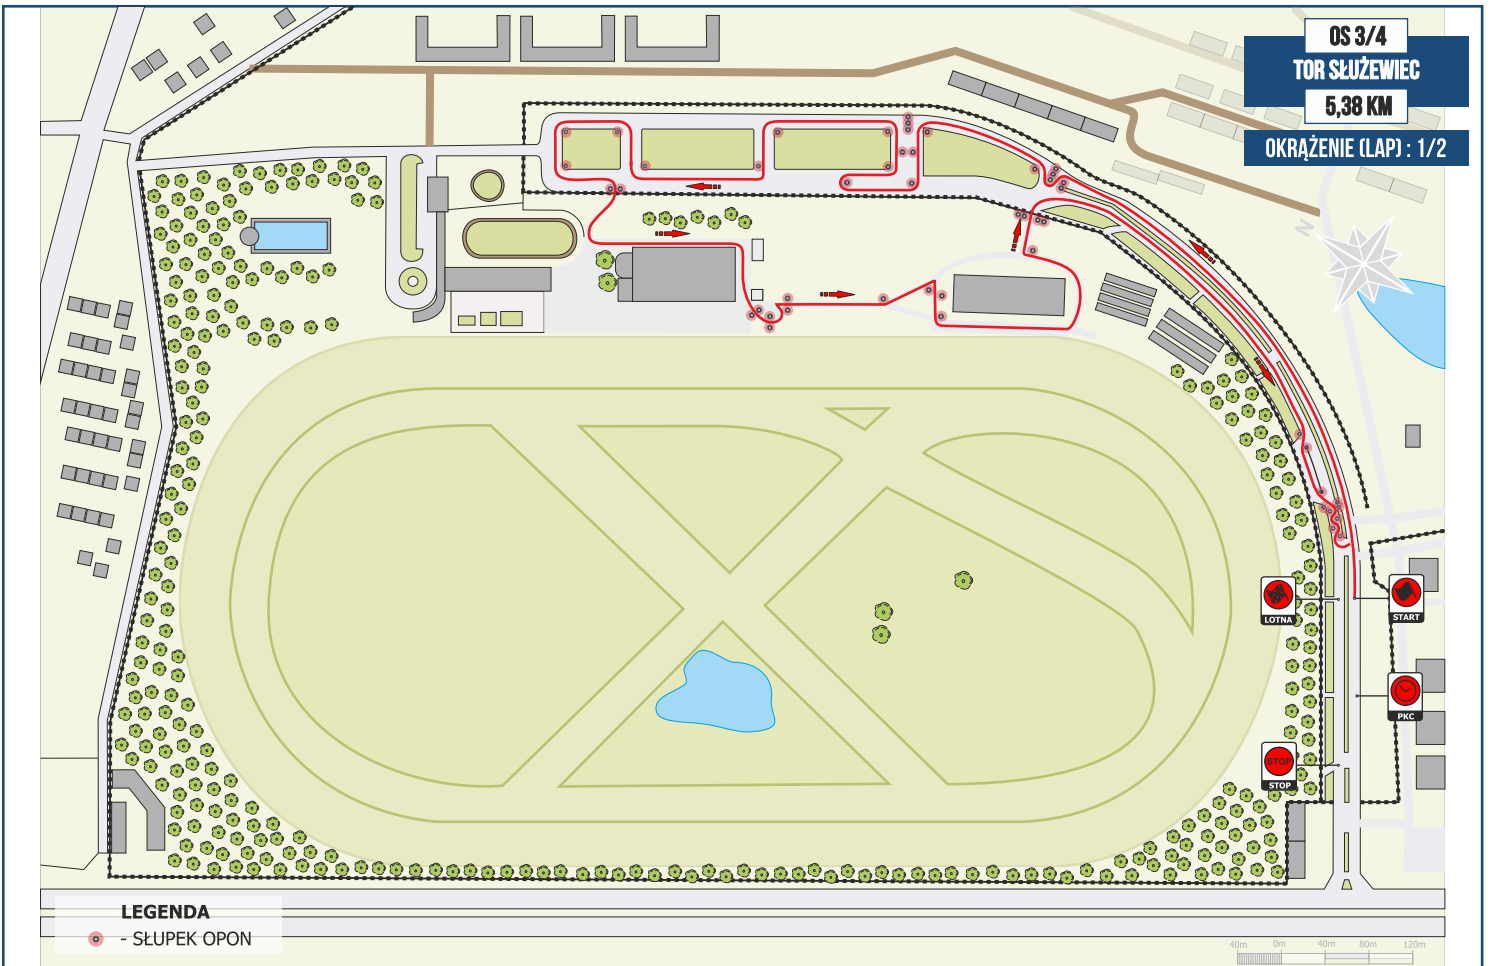 OS 3/4
TOR SŁUŻEWIEC
5,38 KM
OKRĄŻENIE (LAP) : 1/2
N
LOTNA
START
PKC
STOP
STOP
LEGENDA
- SŁUPEK OPON
40m 0m 40m 80m 120m